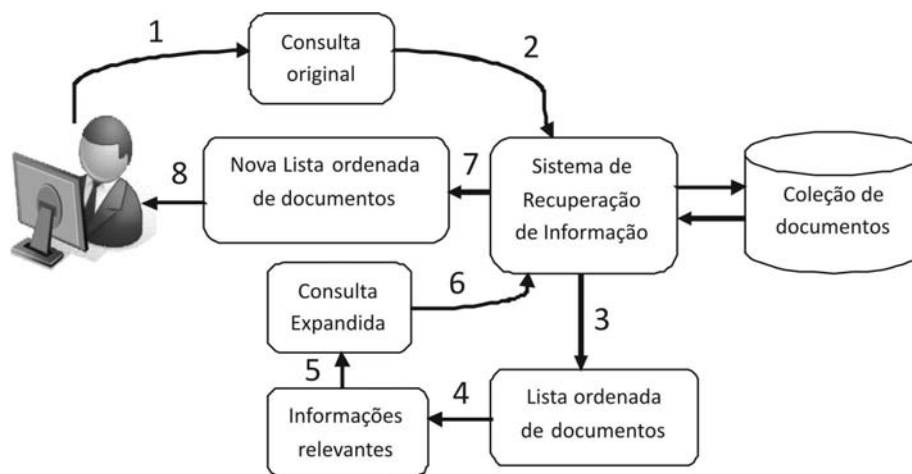 1
Consulta
original
2
8
Nova Lista ordenada
de documentos
7
Sistema de
Recuperação
de Informação
Coleção de
documentos
Consulta
Expandida
6
3
5
Informações
relevantes
4
Lista ordenada
de documentos